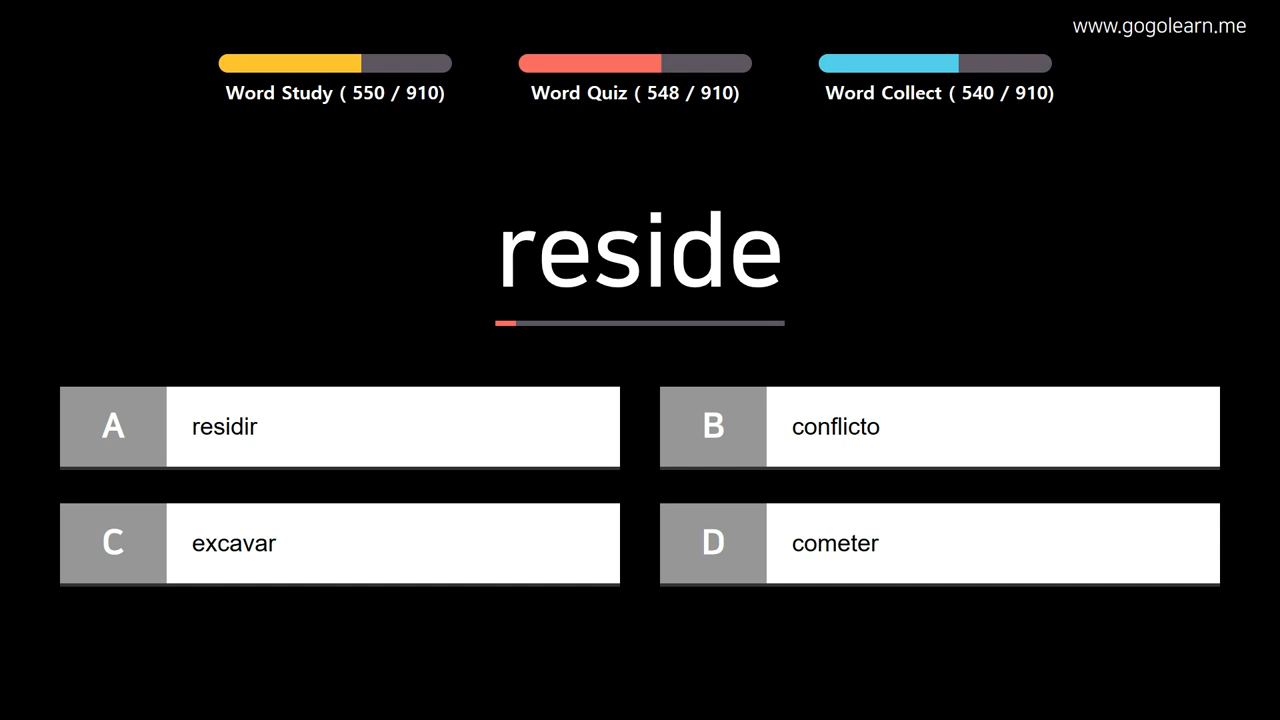 www.gogolearn.me
Word Study ( 550 / 910)
Word Quiz ( 548 / 910)
Word Collect ( 540 / 910)
reside
A residir
B conflicto
C excavar
D cometer